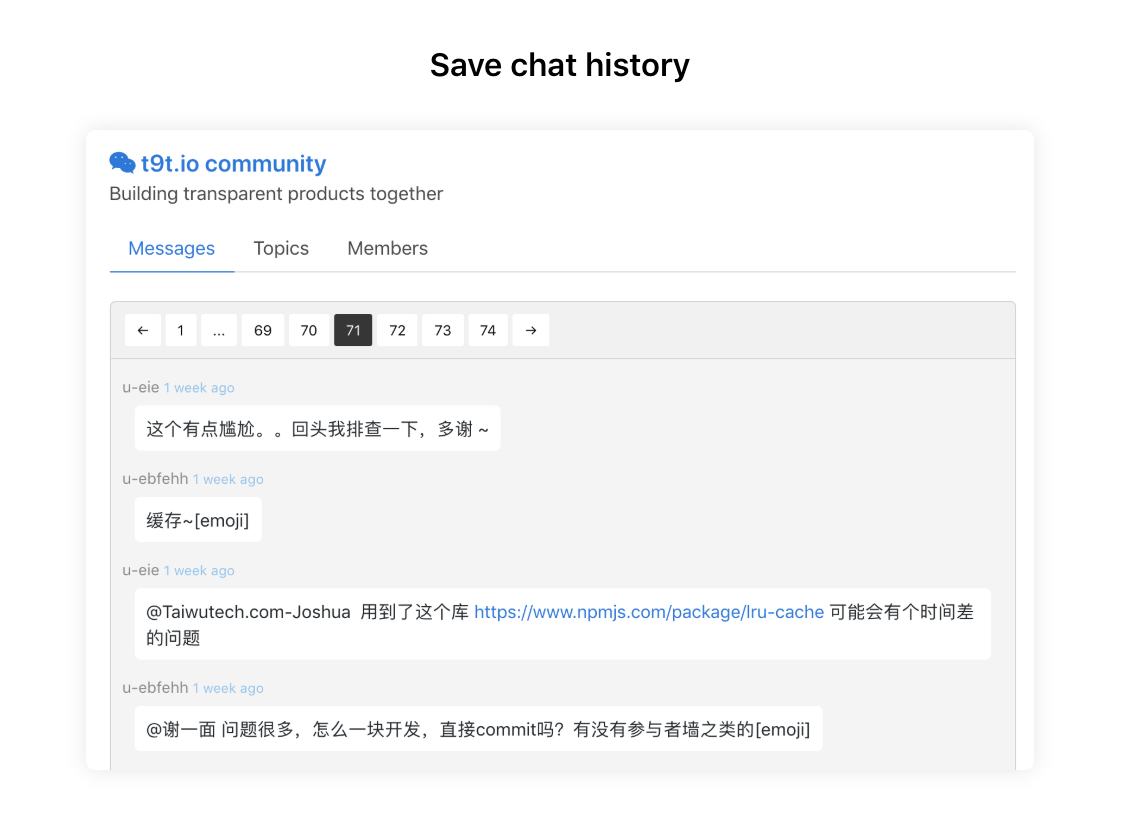 Save chat history
t9t.io community
Building transparent products together
Messages Topics Members
← 1 ... 69 70 71 72 73 74 →
u-eie 1 week ago
这个有点尴尬。。回头我排查一下，多谢 ~
u-ebfehh 1 week ago
缓存~[emoji]
u-eie 1 week ago
@Taiwutech.com-Joshua 用到了这个库 https://www.npmjs.com/package/lru-cache 可能会有个时间差
的问题
u-ebfehh 1 week ago
@谢一面 问题很多，怎么一块开发，直接commit吗？有没有参与者墙之类的[emoji]